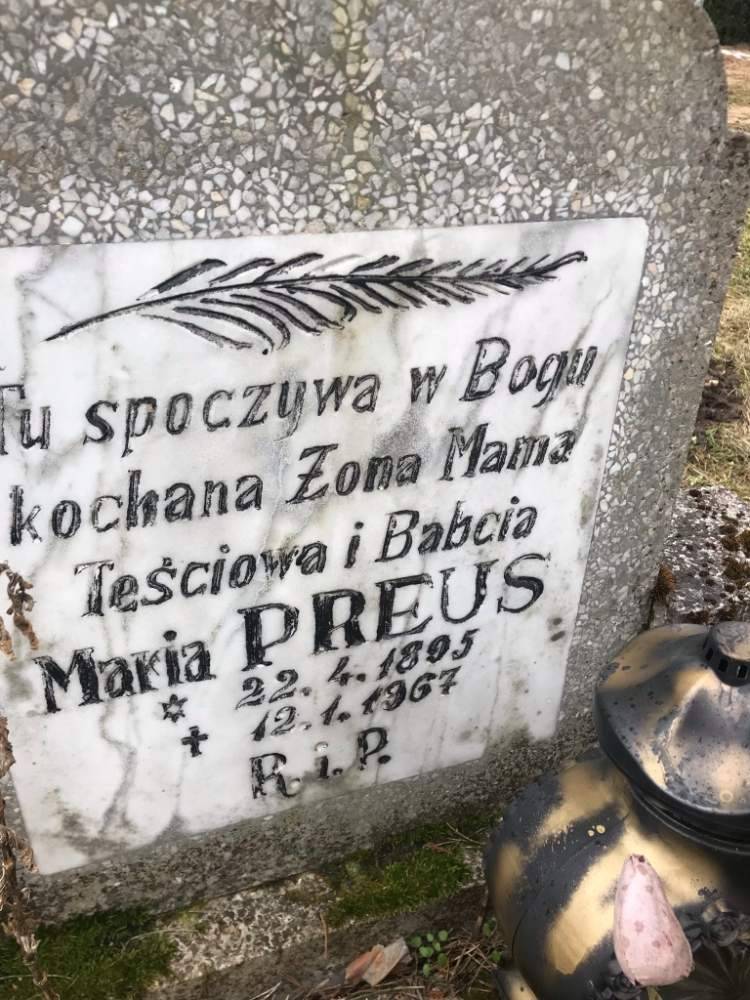 Tu spoczywa w Bogu
kochana Żona Mama
Teściowa i Babcia
Maria PREUS
* 22. 4. 1895
+ 12. 1. 1967
R. i. P.